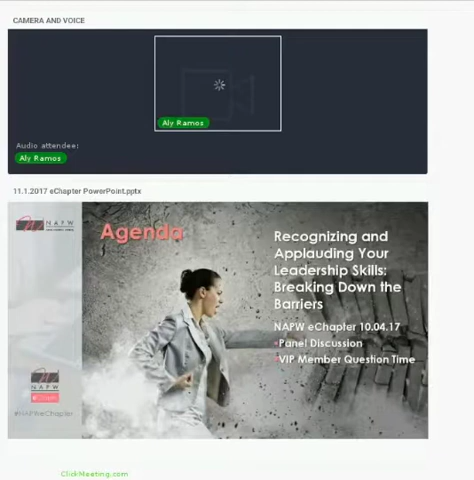 CAMERA AND VOICE
Aly Ramos
Audio attendee:
Aly Ramos
11.1.2017 eChapter PowerPoint.pptx
NAPW
Agenda
Recognizing and
Applauding Your
Leadership Skills:
Breaking Down the
Barriers
NAPW eChapter 10.04.17
•Panel Discussion
•VIP Member Question Time
NAPW
#NAPWeChapter
ClickMeeting.com